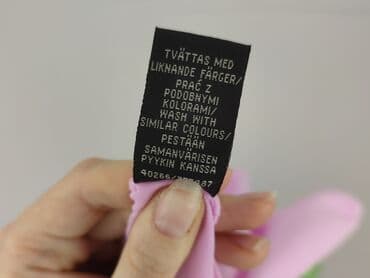 TVÄTTAS MED
LIKNANDE FÄRGER/
PRAĆ Z
PODOBNYMI
KOLORAMI/
WASH WITH
SIMILAR COLOURS/
PESTÄÄN
SAMANVÄRISEN
PYYKIN KANSSA